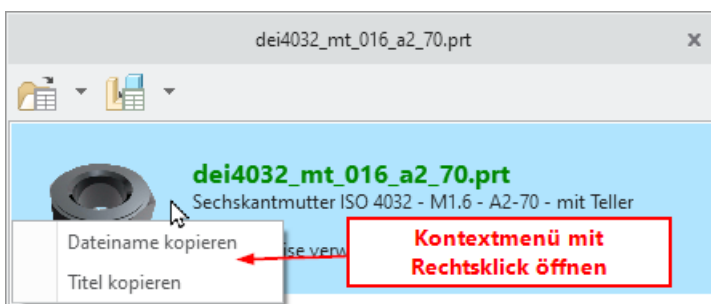 dei4032_mt_016_a2_70.prt
dei4032_mt_016_a2_70.prt
Sechskantmutter ISO 4032 - M1.6 - A2-70 - mit Teller
Dateiname kopieren
Titel kopieren
Kontextmenü mit
Rechtsklick öffnen